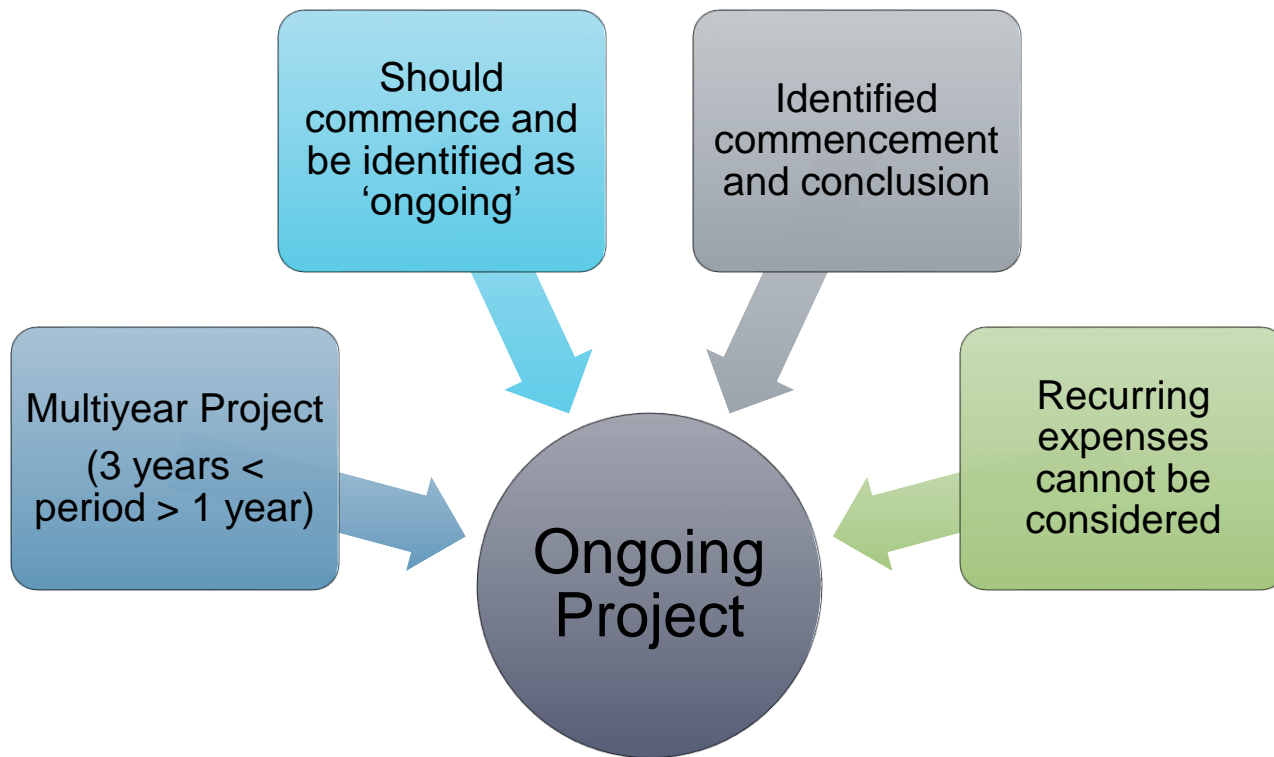 Should
commence and
be identified as
‘ongoing’
Identified
commencement
and conclusion
Multiyear Project
(3 years <
period > 1 year)
Recurring
expenses
cannot be
considered
Ongoing
Project